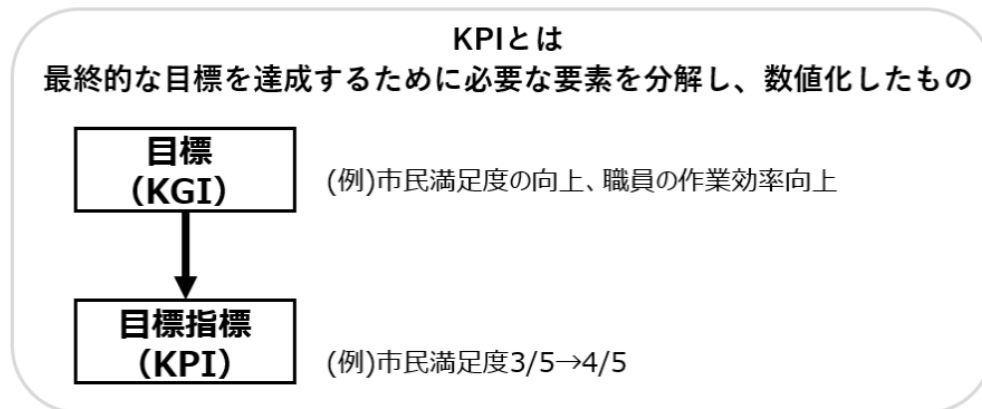 KPIとは
最終的な目標を達成するために必要な要素を分解し、数値化したもの
目標
（KGI）
(例)市民満足度の向上、職員の作業効率向上
目標指標
（KPI）
(例)市民満足度3/5→4/5